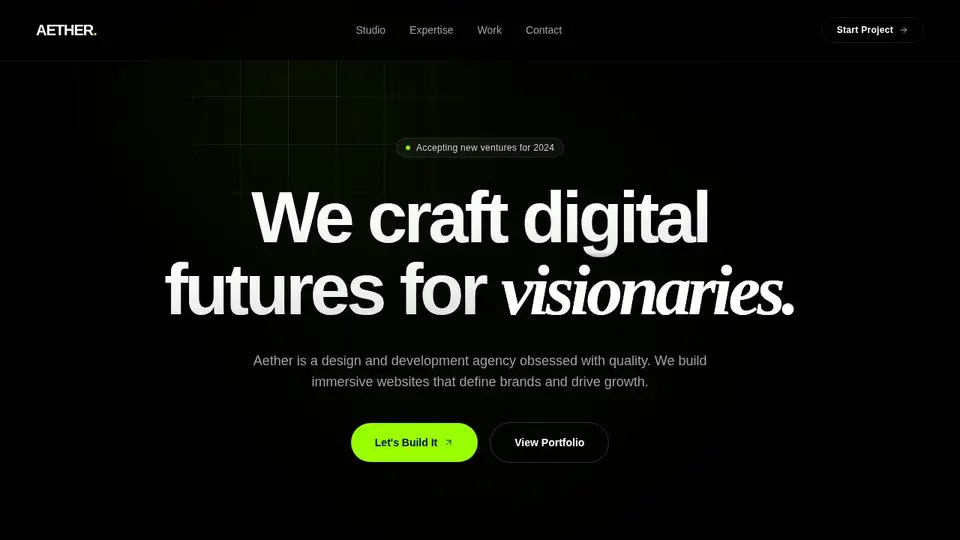 AETHER.
Studio
Expertise
Work
Contact
Start Project
Accepting new ventures for 2024
We craft digital
futures for visionaries.
Aether is a design and development agency obsessed with quality. We build
immersive websites that define brands and drive growth.
Let's Build It
View Portfolio